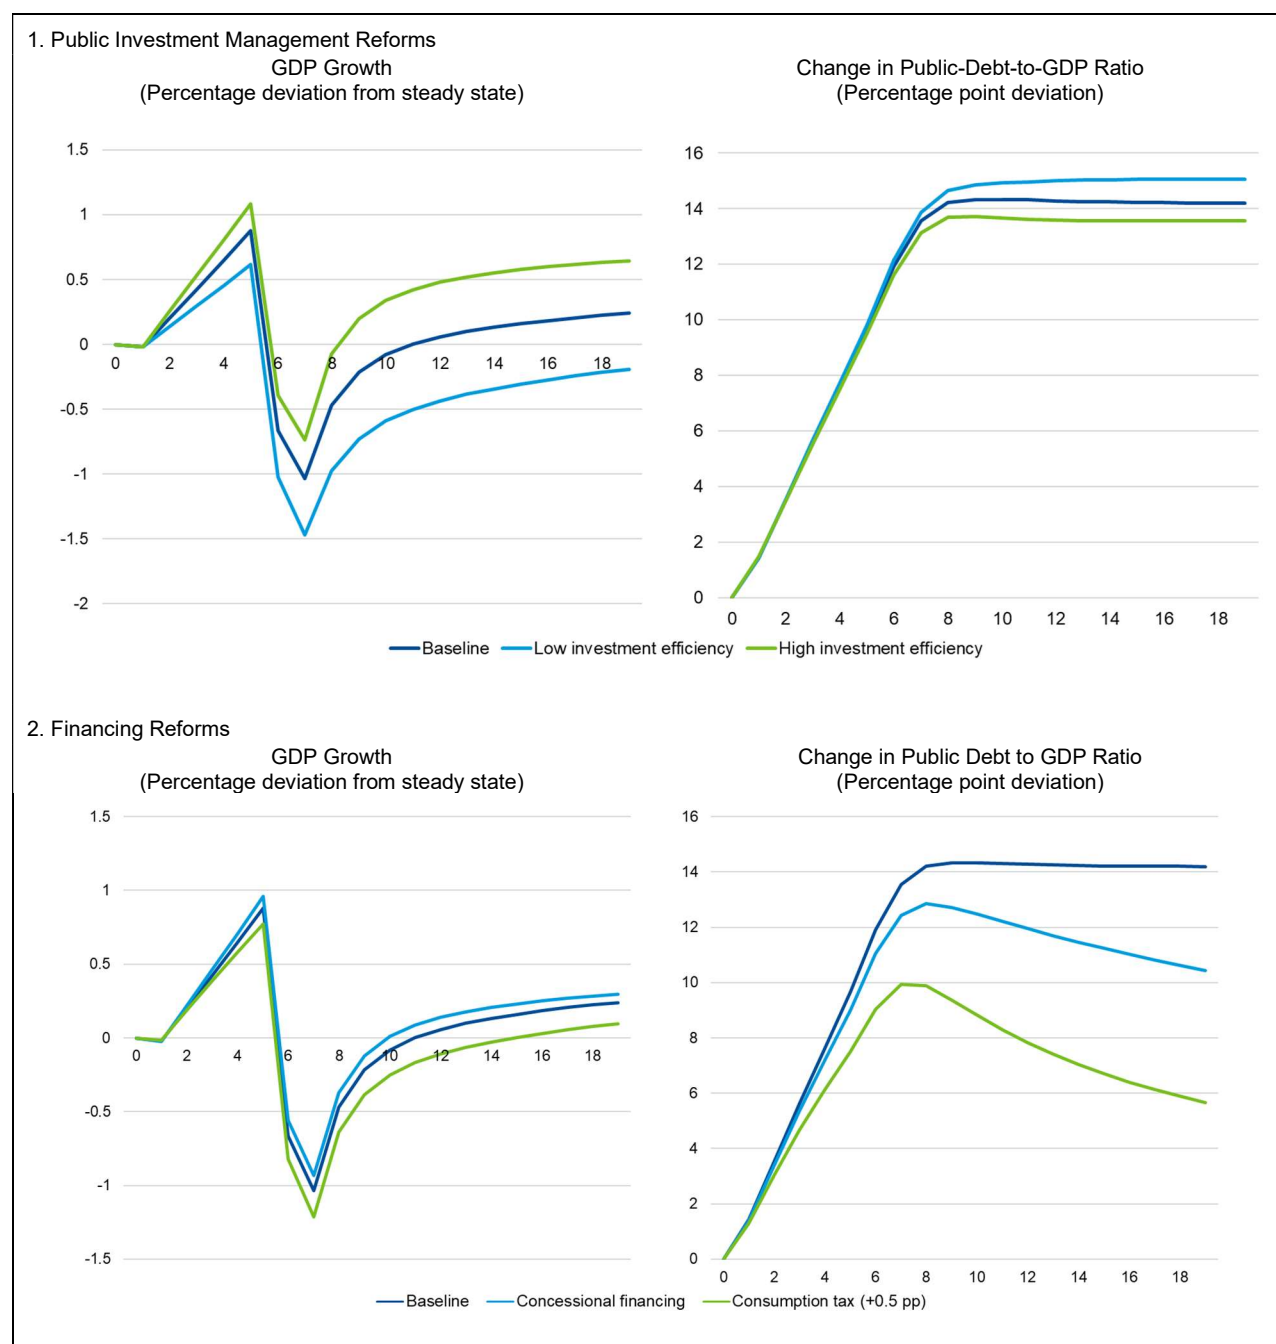 1. Public Investment Management Reforms
GDP Growth
(Percentage deviation from steady state)
1.5
1
0.5
0
-0.5
-1
-1.5
-2
0 2 4 6 8 10 12 14 16 18
Change in Public-Debt-to-GDP Ratio
(Percentage point deviation)
16
14
12
10
8
6
4
2
0
0 2 4 6 8 10 12 14 16 18
Baseline Low investment efficiency High investment efficiency
2. Financing Reforms
GDP Growth
(Percentage deviation from steady state)
1.5
1
0.5
0
-0.5
-1
-1.5
0 2 4 6 8 10 12 14 16 18
Change in Public Debt to GDP Ratio
(Percentage point deviation)
16
14
12
10
8
6
4
2
0
0 2 4 6 8 10 12 14 16 18
Baseline Concessional financing Consumption tax (+0.5 pp)